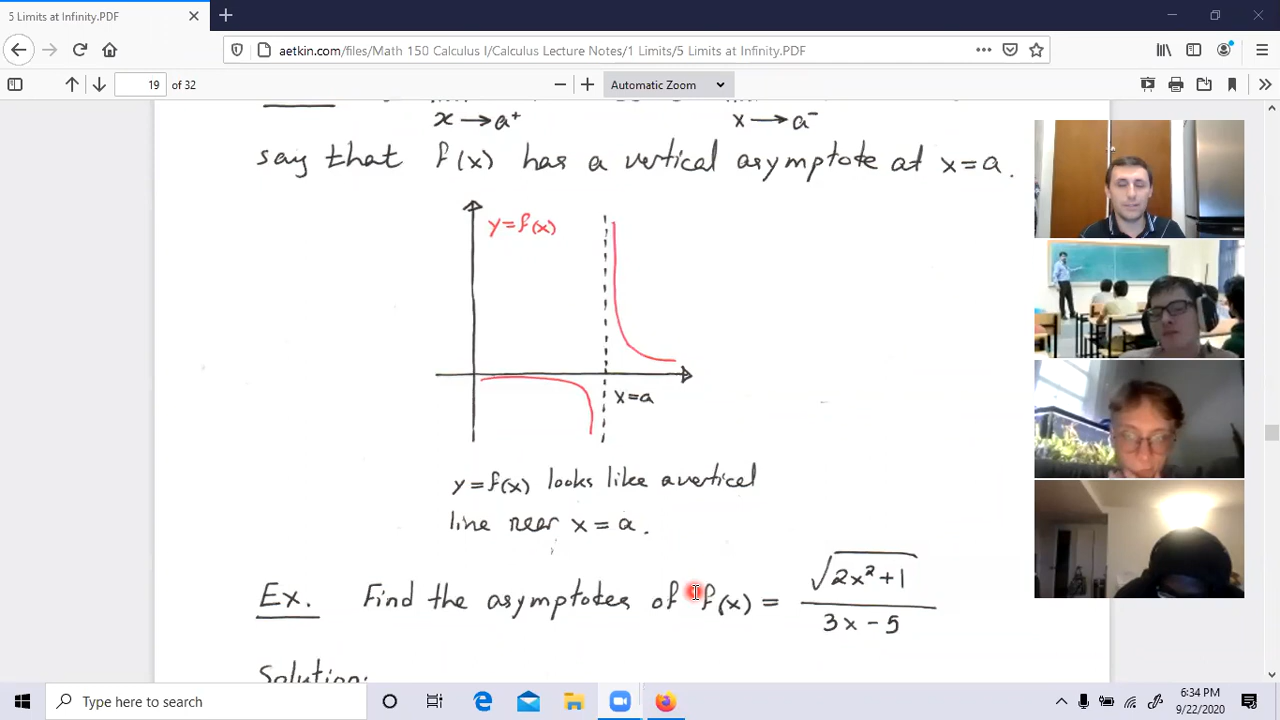 5 Limits at Infinity.PDF
aetkin.com/files/Math 150 Calculus I/Calculus Lecture Notes/1 Limits/5 Limits at Infinity.PDF
19 of 32
Automatic Zoom
x→a⁺ x→a⁻
say that f(x) has a vertical asymptote at x=a.
y=f(x)
x=a
y=f(x) looks like a vertical
line near x=a.
Ex. Find the asymptotes of f(x) = √(2x²+1) / (3x-5)
Solution:
Type here to search
6:34 PM
9/22/2020